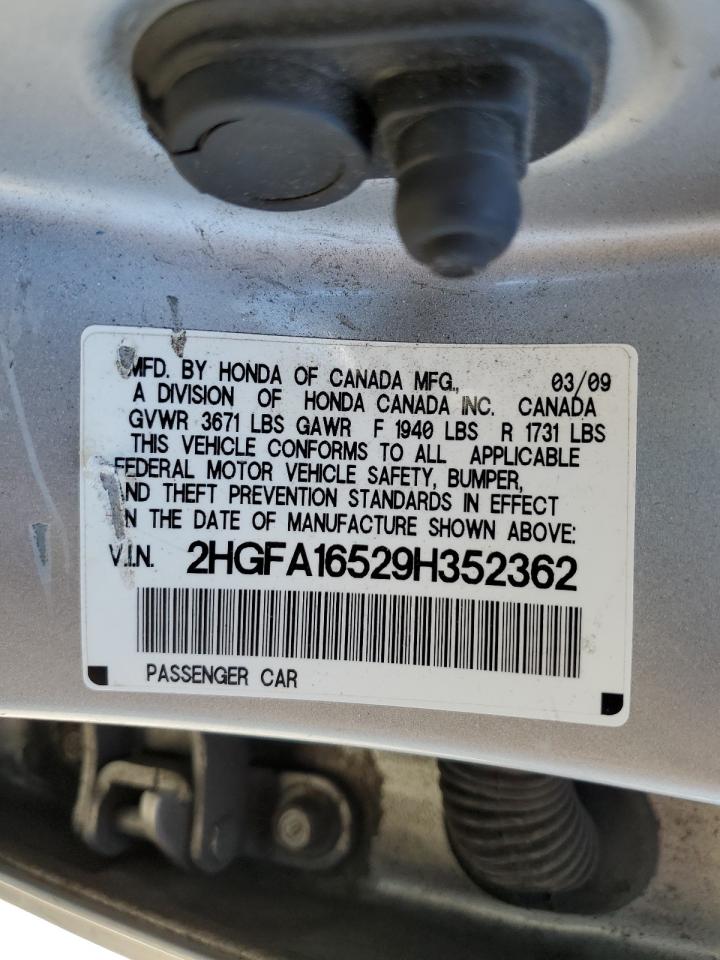 MFD. BY HONDA OF CANADA MFG., 03/09
A DIVISION OF HONDA CANADA INC. CANADA
GVWR 3671 LBS GAWR F 1940 LBS R 1731 LBS
THIS VEHICLE CONFORMS TO ALL APPLICABLE
FEDERAL MOTOR VEHICLE SAFETY, BUMPER,
AND THEFT PREVENTION STANDARDS IN EFFECT
ON THE DATE OF MANUFACTURE SHOWN ABOVE:
V.I.N. 2HGFA16529H352362
PASSENGER CAR